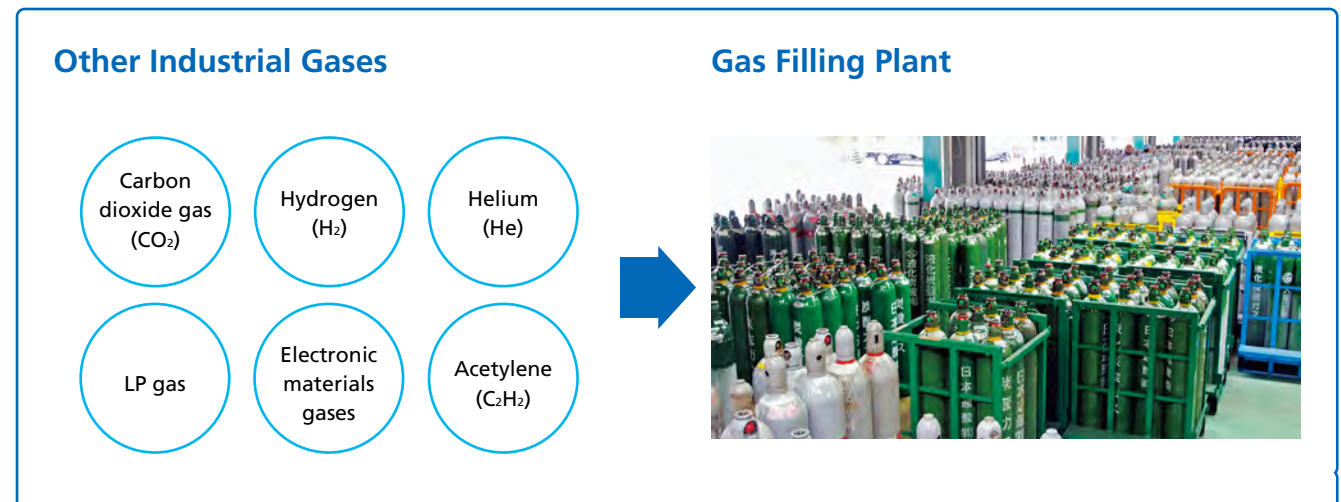 Other Industrial Gases
Gas Filling Plant
Carbon
dioxide gas
(CO₂)
Hydrogen
(H₂)
Helium
(He)
LP gas
Electronic
materials
gases
Acetylene
(C₂H₂)